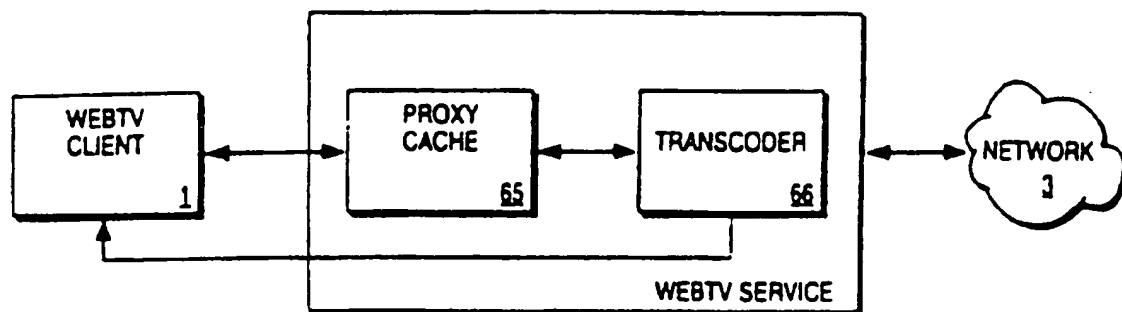 WEBTV
CLIENT
1
PROXY
CACHE
65
TRANSCODER
66
NETWORK
3
WEBTV SERVICE